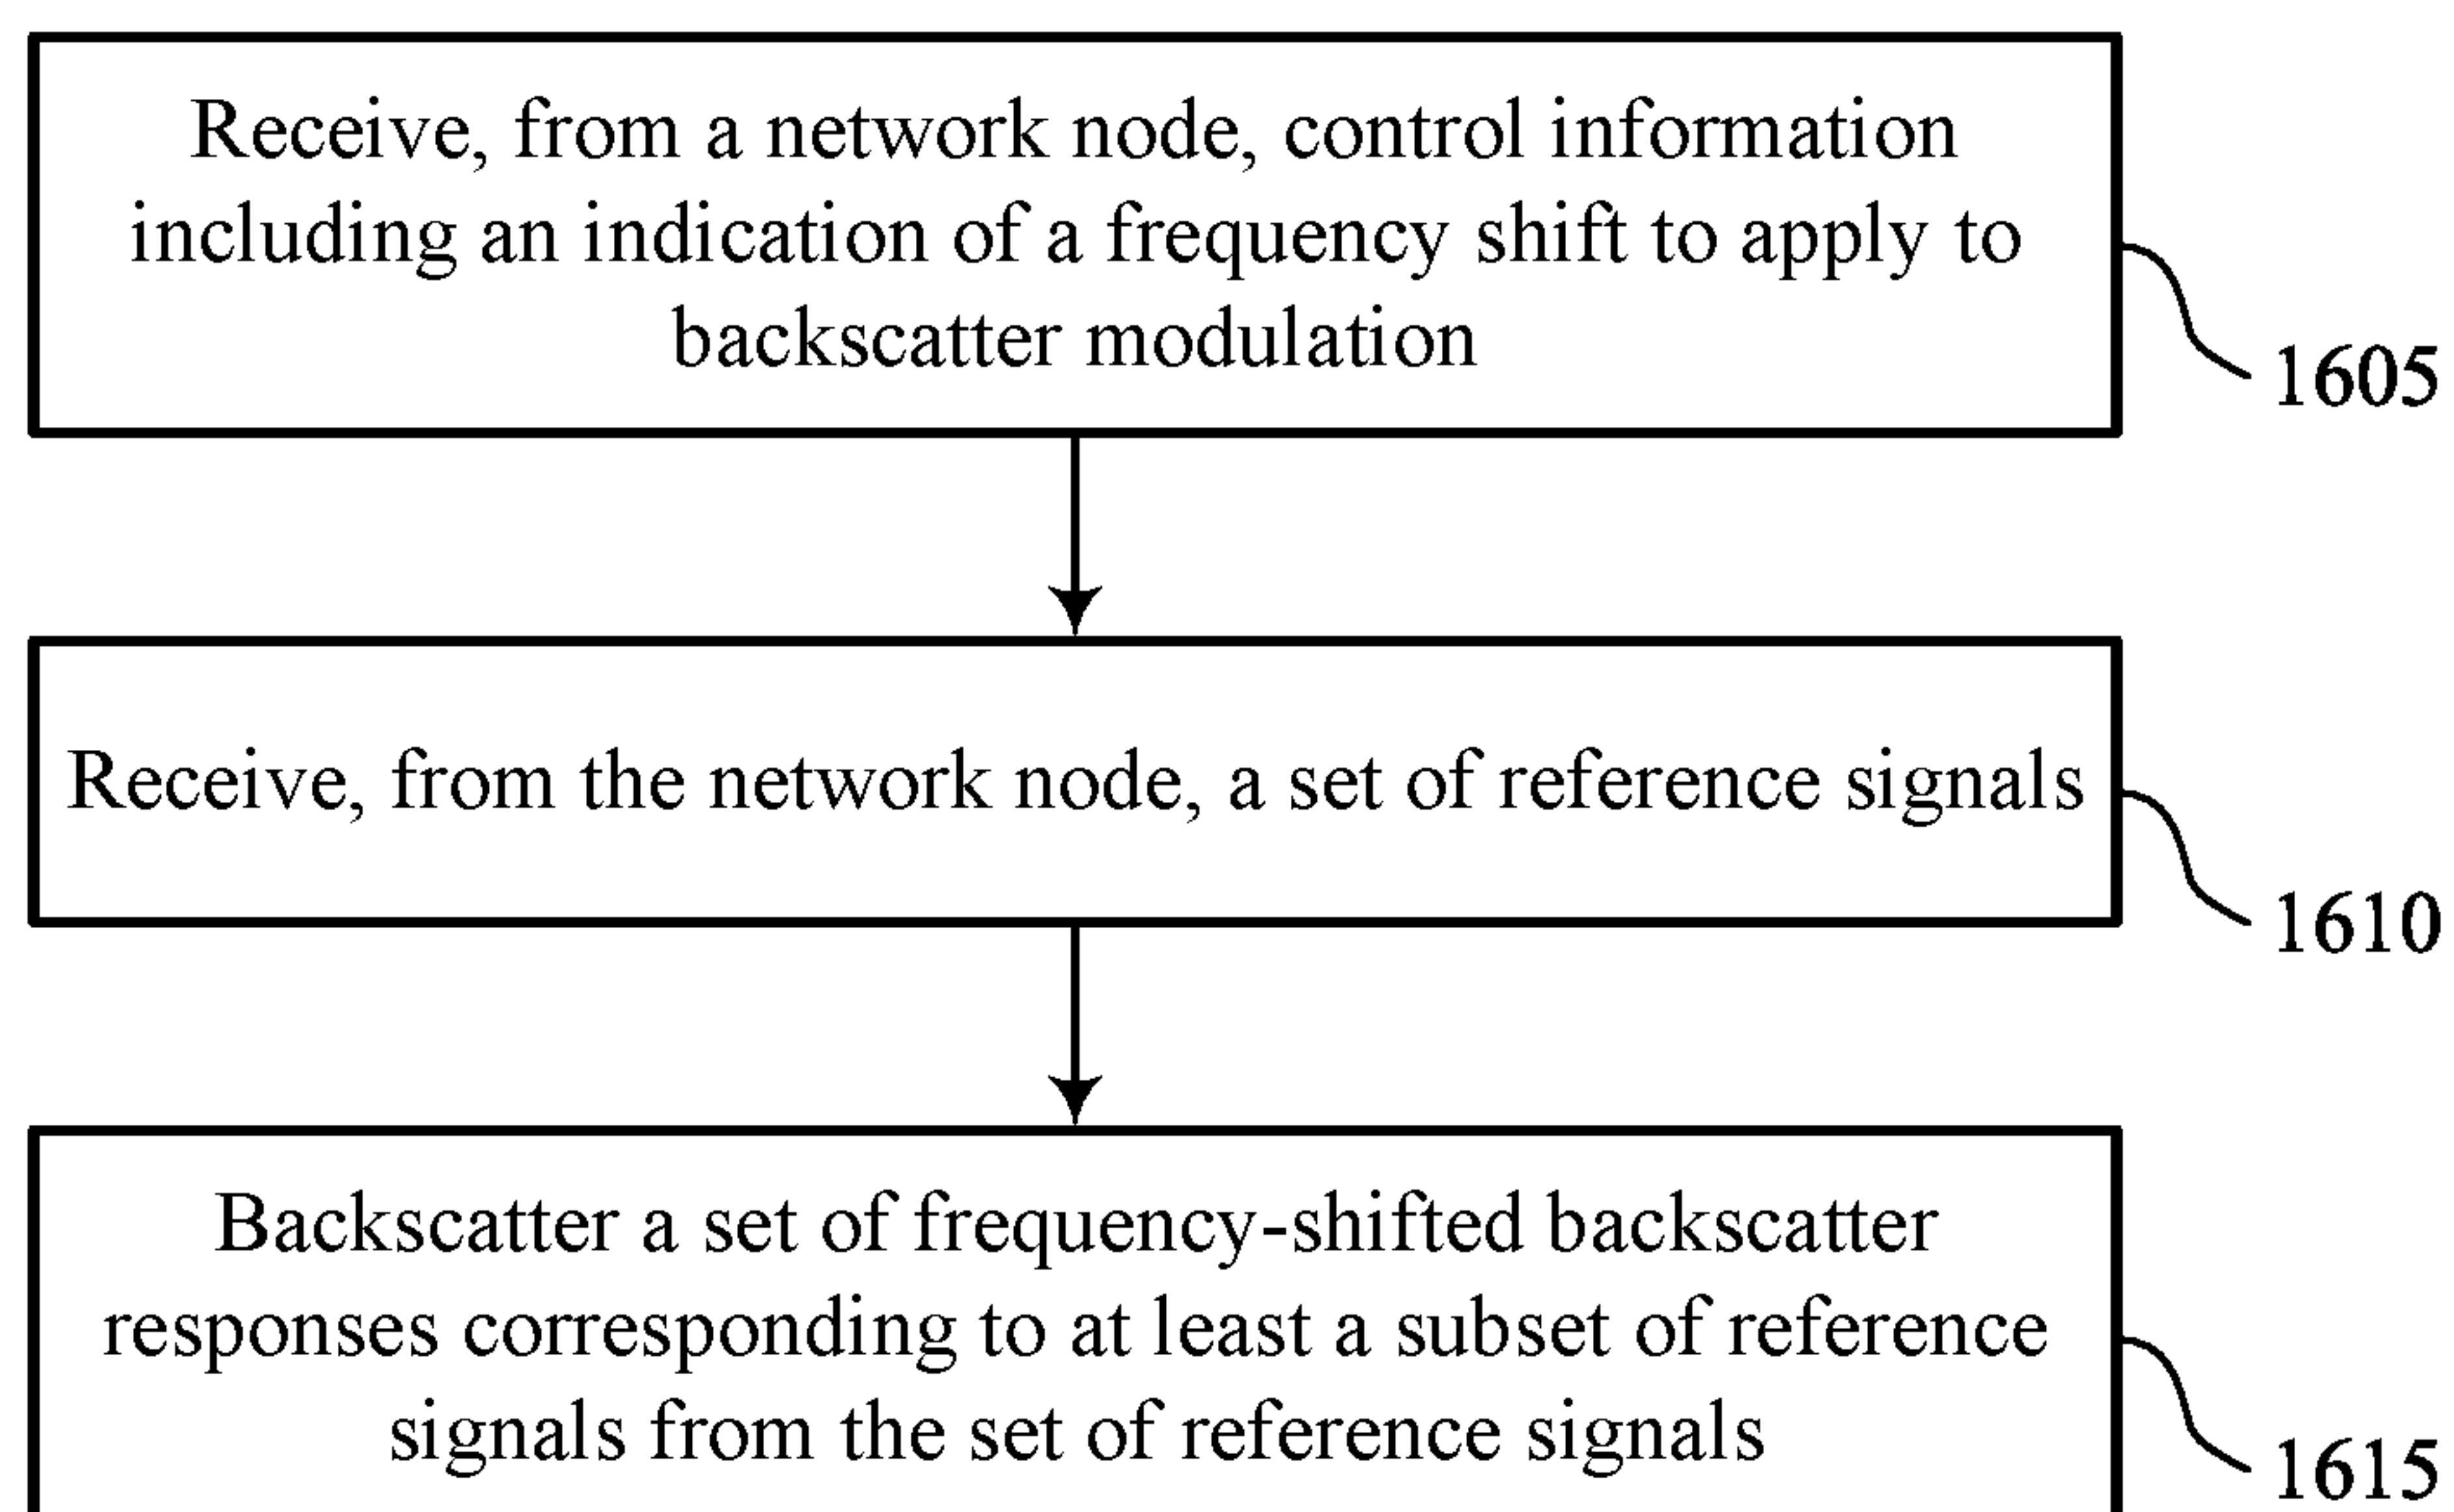 Receive, from a network node, control information
including an indication of a frequency shift to apply to
backscatter modulation
1605
Receive, from the network node, a set of reference signals
1610
Backscatter a set of frequency-shifted backscatter
responses corresponding to at least a subset of reference
signals from the set of reference signals
1615